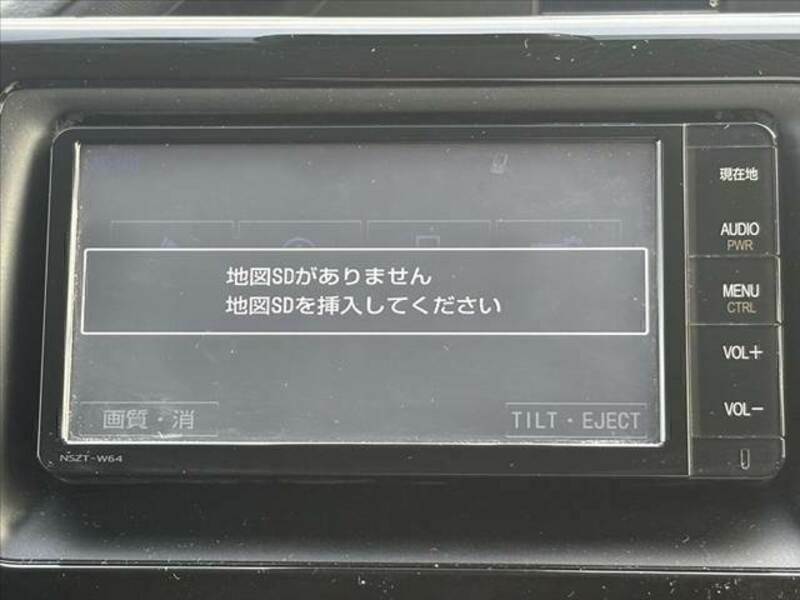 地図SDがありません
地図SDを挿入してください
画質・消
TILT・EJECT
NSZT-W64
現在地
AUDIO
PWR
MENU
CTRL
VOL+
VOL−